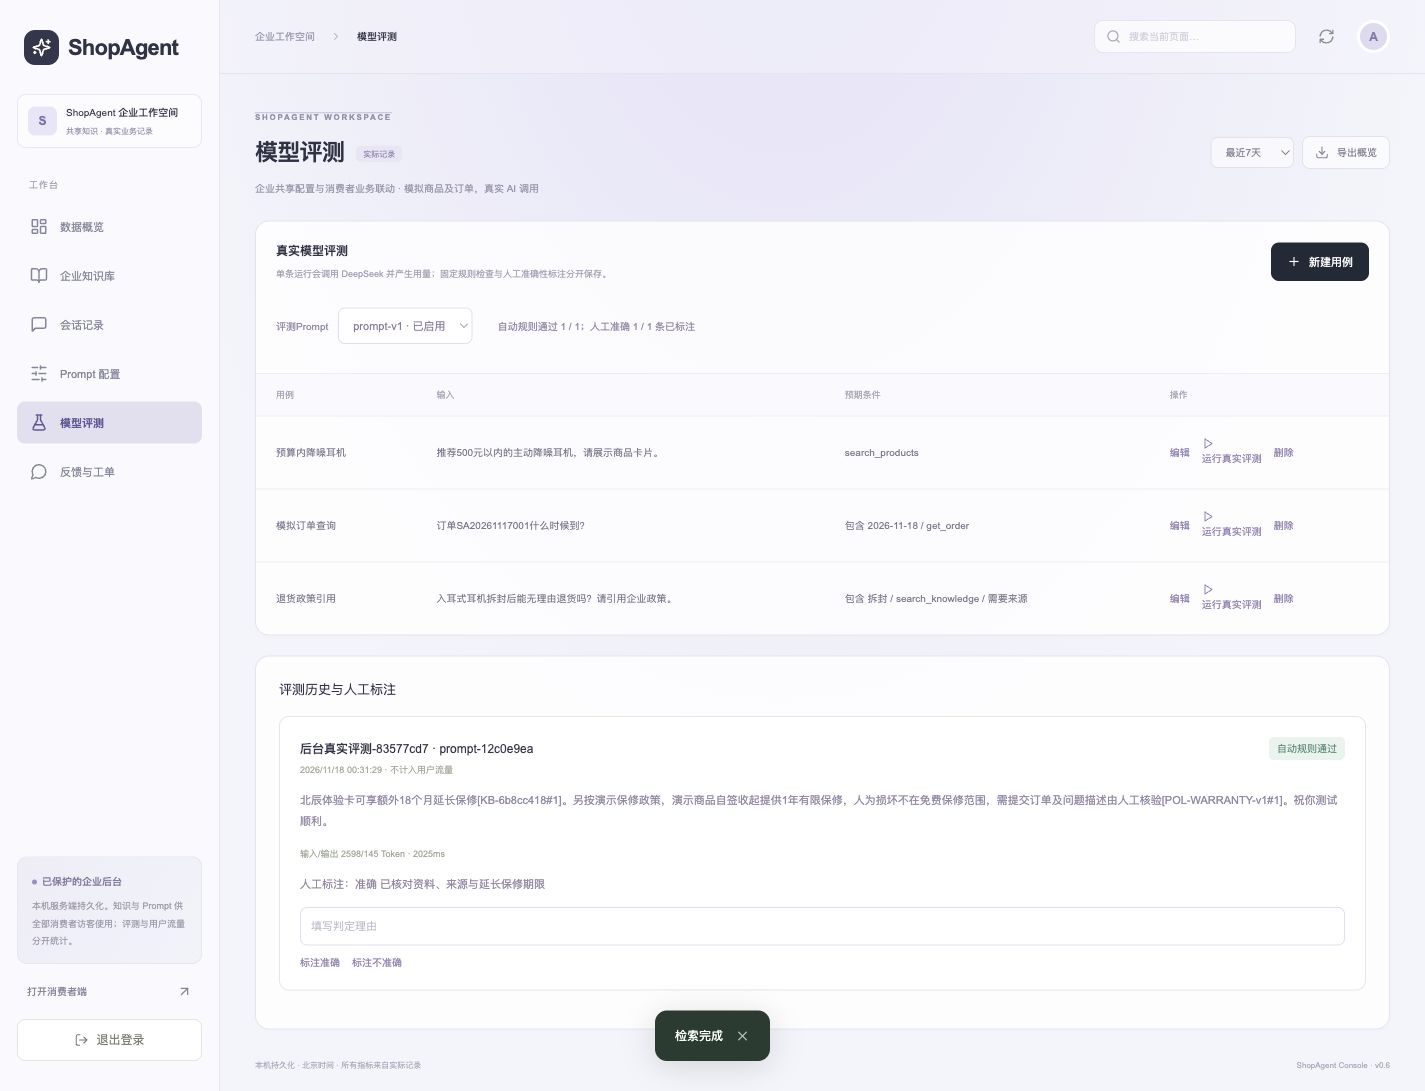 ShopAgent
S
ShopAgent 企业工作空间
共享知识 · 真实业务记录
工作台
数据概览
企业知识库
会话记录
Prompt 配置
模型评测
反馈与工单
已保护的企业后台
本机服务端持久化。知识与 Prompt 供
全部消费者访客使用；评测与用户流量
分开统计。
打开消费者端
退出登录
企业工作空间
模型评测
搜索当前页面...
A
SHOPAGENT WORKSPACE
模型评测
实际记录
企业共享配置与消费者业务联动 · 模拟商品及订单，真实 AI 调用
最近7天
导出概览
真实模型评测
单条运行会调用 DeepSeek 并产生用量；固定规则检查与人工准确性标注分开保存。
新建用例
评测Prompt
prompt-v1 · 已启用
自动规则通过 1 / 1；人工准确 1 / 1 条已标注
用例 输入 预期条件 操作
预算内降噪耳机 推荐500元以内的主动降噪耳机，请展示商品卡片。 search_products 编辑 运行真实评测 删除
模拟订单查询 订单SA20261117001什么时候到？ 包含 2026-11-18 / get_order 编辑 运行真实评测 删除
退货政策引用 入耳式耳机拆封后能无理由退货吗？请引用企业政策。 包含 拆封 / search_knowledge / 需要来源 编辑 运行真实评测 删除
评测历史与人工标注
后台真实评测-83577cd7 · prompt-12c0e9ea
自动规则通过
2026/11/18 00:31:29 · 不计入用户流量
北辰体验卡可享额外18个月延长保修[KB-6b8cc418#1]。另按演示保修政策，演示商品自签收起提供1年有限保修，人为损坏不在免费保修范围，需提交订单及问题描述由人工核验[POL-WARRANTY-v1#1]。祝你测试
顺利。
输入/输出 2598/145 Token · 2025ms
人工标注：准确 已核对资料、来源与延长保修期限
填写判定理由
标注准确 标注不准确
检索完成
本机持久化 · 北京时间 · 所有指标来自实际记录
ShopAgent Console · v0.6